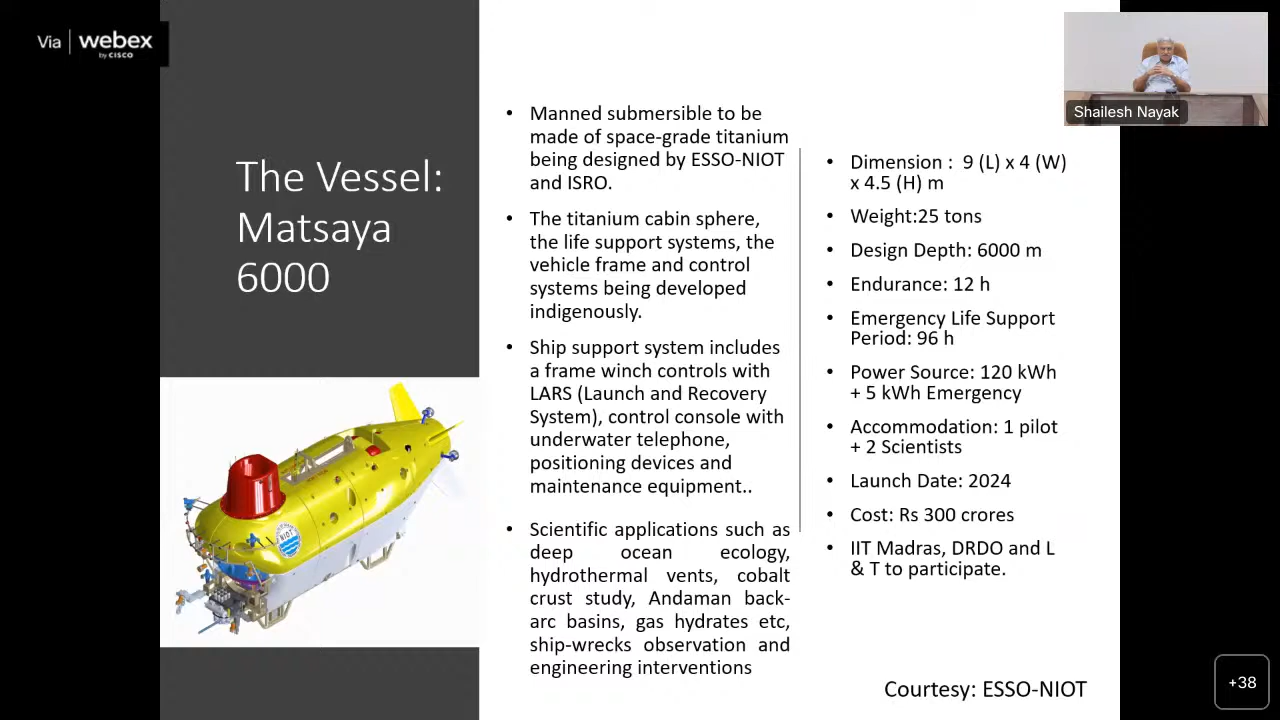 Via | webex
by CISCO
Shailesh Nayak
The Vessel:
Matsaya
6000
• Manned submersible to be
made of space-grade titanium
being designed by ESSO-NIOT
and ISRO.
• The titanium cabin sphere,
the life support systems, the
vehicle frame and control
systems being developed
indigenously.
• Ship support system includes
a frame winch controls with
LARS (Launch and Recovery
System), control console with
underwater telephone,
positioning devices and
maintenance equipment..
• Scientific applications such as
deep ocean ecology,
hydrothermal vents, cobalt
crust study, Andaman back-
arc basins, gas hydrates etc,
ship-wrecks observation and
engineering interventions
• Dimension : 9 (L) x 4 (W)
x 4.5 (H) m
• Weight:25 tons
• Design Depth: 6000 m
• Endurance: 12 h
• Emergency Life Support
Period: 96 h
• Power Source: 120 kWh
+ 5 kWh Emergency
• Accommodation: 1 pilot
+ 2 Scientists
• Launch Date: 2024
• Cost: Rs 300 crores
• IIT Madras, DRDO and L
& T to participate.
NIOT
Courtesy: ESSO-NIOT
+38